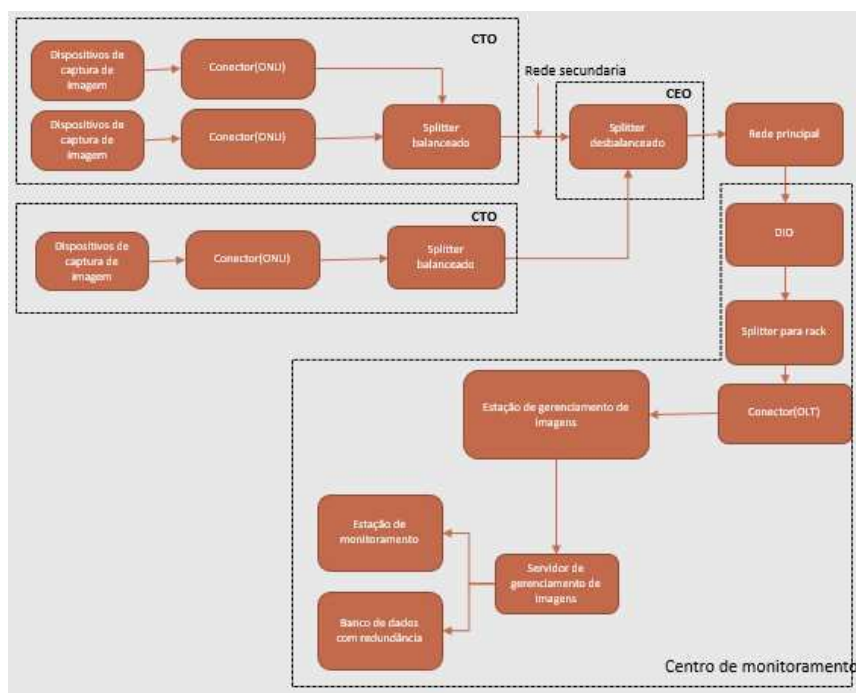 CTO
Dispositivos de
captura de
imagem
Conector(ONU)
Rede secundaria
Dispositivos de
captura de
imagem
Conector(ONU)
Splitter
balanceado
CEO
Splitter
desbalanceado
Rede principal
CTO
Dispositivos de
captura de
imagem
Conector(ONU)
Splitter
balanceado
DIO
Splitter para rack
Conector(OLT)
Estação de gerenciamento de
imagens
Estação de
monitoramento
Servidor de
gerenciamento de
imagens
Banco de dados
com redundância
Centro de monitoramento